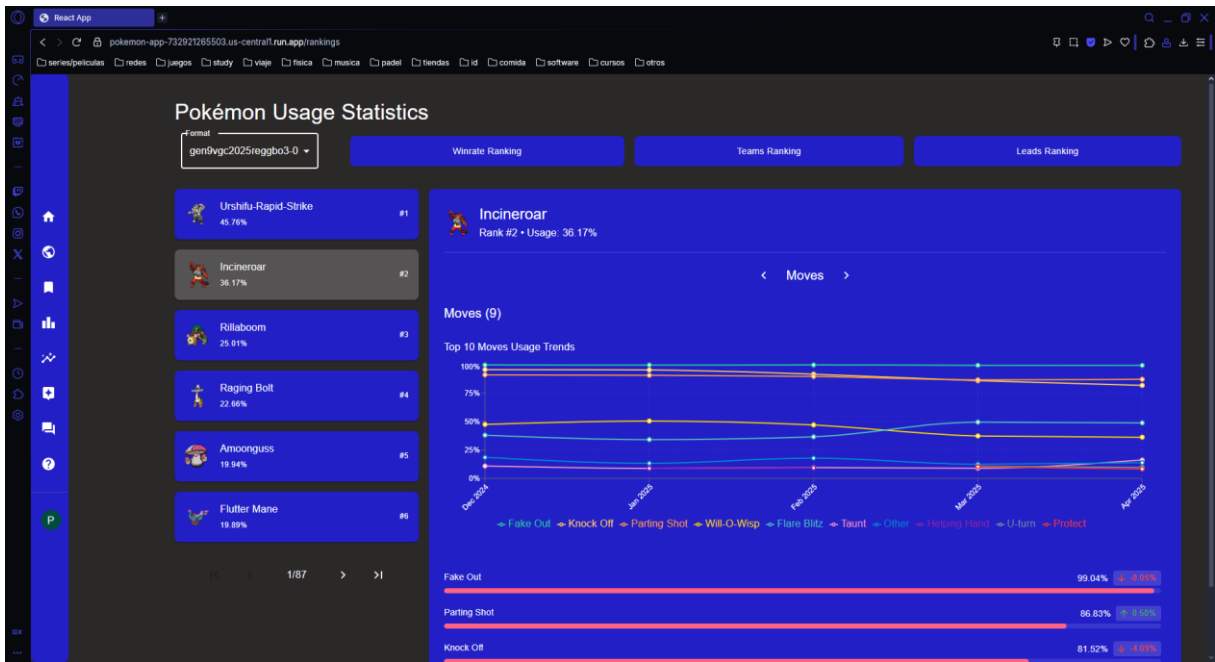 React App
pokemon-app-732921265503.us-central1.run.app/rankings
series/peliculas redes juegos study viaje fisica musica padel tiendas id comida software cursos otros
Pokémon Usage Statistics
Format
gen9vgc2025reggbo3-0
Winrate Ranking
Teams Ranking
Leads Ranking
Urshifu-Rapid-Strike
45.76%
#1
Incineroar
36.17%
#2
Rillaboom
25.01%
#3
Raging Bolt
22.66%
#4
Amoonguss
19.94%
#5
Flutter Mane
19.89%
#6
1/87
P
GX
Incineroar
Rank #2 • Usage: 36.17%
< Moves >
Moves (9)
Top 10 Moves Usage Trends
100%
75%
50%
25%
0%
Dec 2024 Jan 2025 Feb 2025 Mar 2025 Apr 2025
Fake Out Knock Off Parting Shot Will-O-Wisp Flare Blitz Taunt Other Helping Hand U-turn Protect
Fake Out 99.04% ↓ -0.05%
Parting Shot 86.83% ↑ 0.58%
Knock Off 81.52% ↓ -4.09%